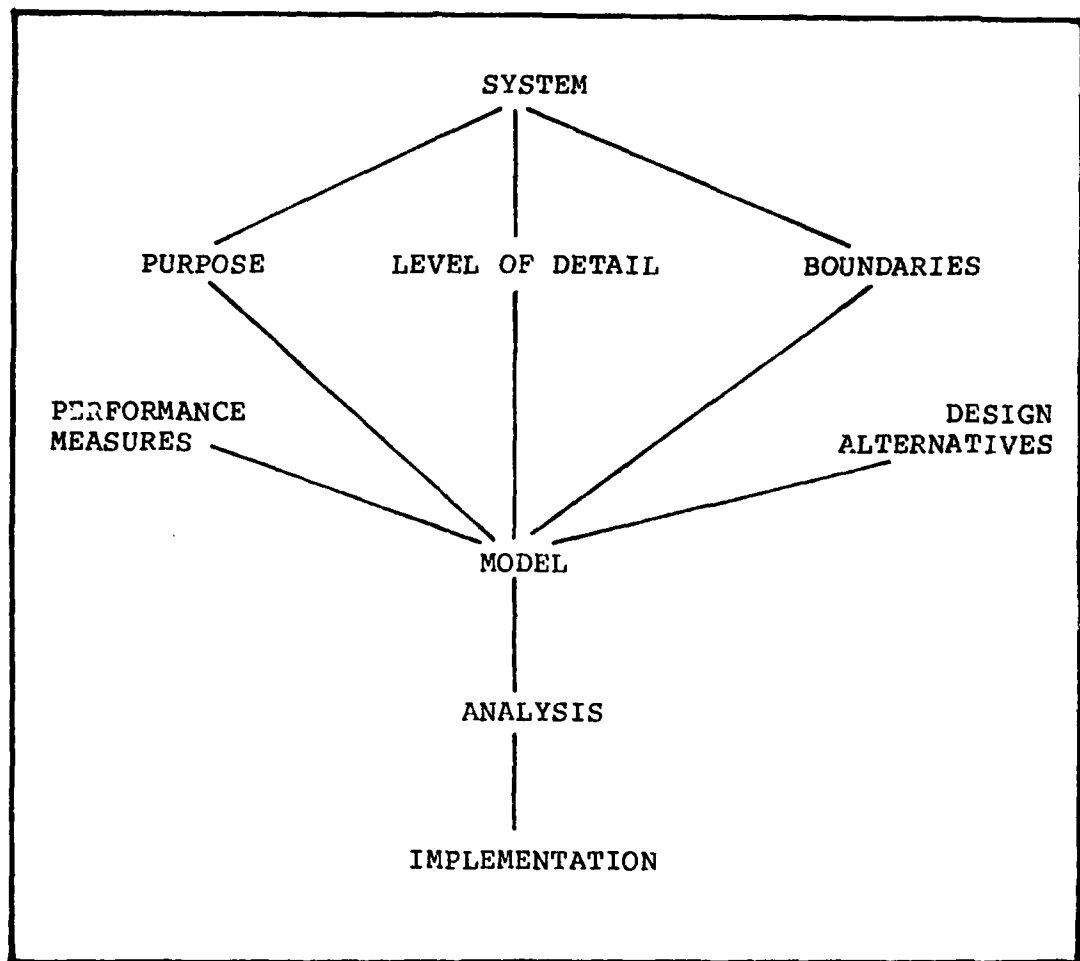 SYSTEM
PURPOSE
LEVEL OF DETAIL
BOUNDARIES
PERFORMANCE
MEASURES
DESIGN
ALTERNATIVES
MODEL
ANALYSIS
IMPLEMENTATION